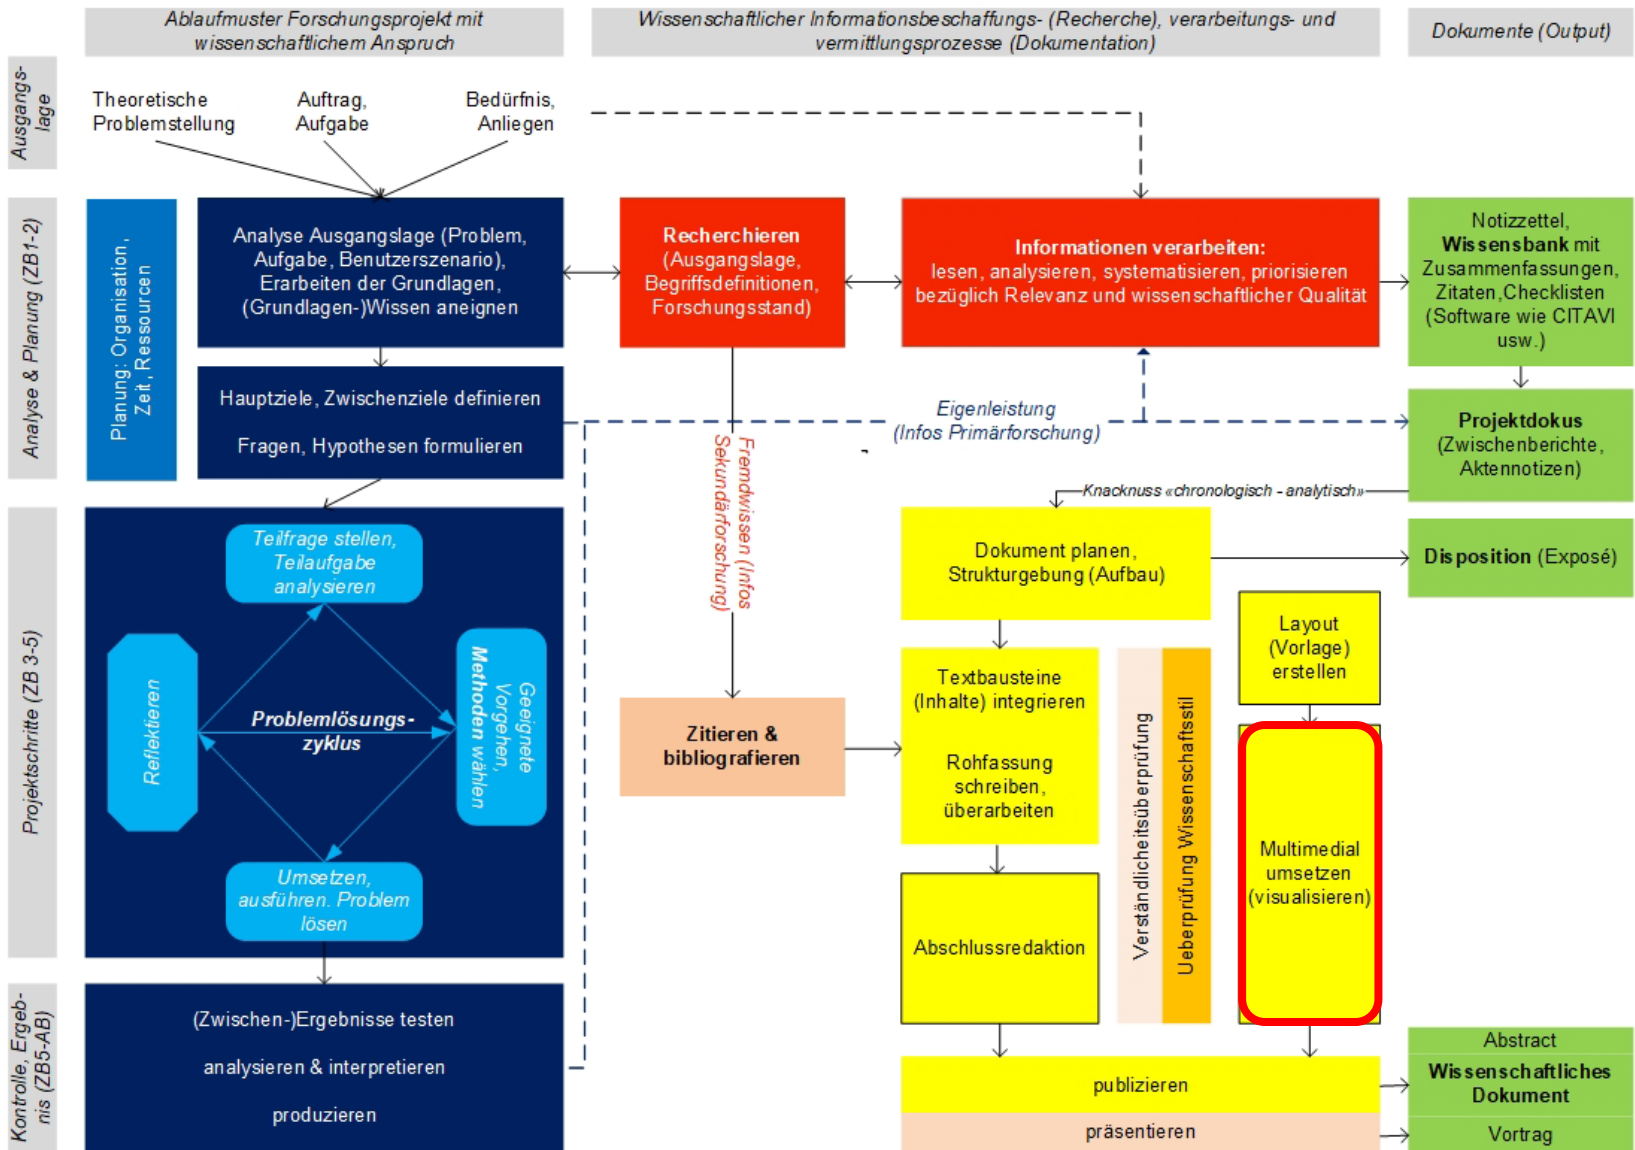 Ablaufmuster Forschungsprojekt mit
wissenschaftlichem Anspruch
Wissenschaftlicher Informationsbeschaffungs- (Recherche), verarbeitungs- und
vermittlungsprozesse (Dokumentation)
Dokumente (Output)
Ausgangs-
lage
Theoretische
Problemstellung
Auftrag,
Aufgabe
Bedürfnis,
Anliegen
Analyse & Planung (ZB1-2)
Planung: Organisation,
Zeit, Ressourcen
Analyse Ausgangslage (Problem,
Aufgabe, Benutzerszenario),
Erarbeiten der Grundlagen,
(Grundlagen-)Wissen aneignen
Recherchieren
(Ausgangslage,
Begriffsdefinitionen,
Forschungsstand)
Informationen verarbeiten:
lesen, analysieren, systematisieren, priorisieren
bezüglich Relevanz und wissenschaftlicher Qualität
Notizzettel,
Wissensbank mit
Zusammenfassungen,
Zitaten,Checklisten
(Software wie CITAVI
usw.)
Hauptziele, Zwischenziele definieren
Fragen, Hypothesen formulieren
Eigenleistung
(Infos Primärforschung)
Projektdokus
(Zwischenberichte,
Aktennotizen)
Fremdwissen (Infos
Sekundärforschung)
Knacknuss «chronologisch - analytisch»
Projektschritte (ZB 3-5)
Teilfrage stellen,
Teilaufgabe
analysieren
Reflektieren
Problemlösungs-
zyklus
Geeignete
Vorgehen,
Methoden wählen
Umsetzen,
ausführen. Problem
lösen
Dokument planen,
Strukturgebung (Aufbau)
Disposition (Exposé)
Layout
(Vorlage)
erstellen
Zitieren &
bibliografieren
Textbausteine
(Inhalte) integrieren
Rohfassung
schreiben,
überarbeiten
Verständlicheitsüberprüfung
Ueberprüfung Wissenschaftsstil
Multimedial
umsetzen
(visualisieren)
Abschlussredaktion
Kontrolle, Ergeb-
nis (ZB5-AB)
(Zwischen-)Ergebnisse testen
analysieren & interpretieren
produzieren
publizieren
präsentieren
Abstract
Wissenschaftliches
Dokument
Vortrag